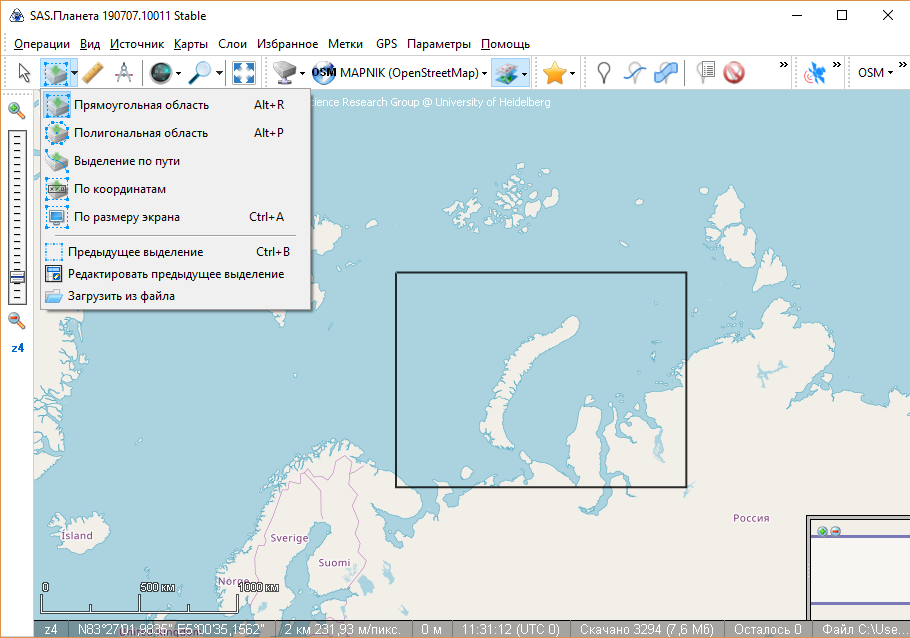 SAS.Планета 190707.10011 Stable
Операции Вид Источник Карты Слои Избранное Метки GPS Параметры Помощь
OSM MAPNIK (OpenStreetMap) » » OSM »
cience Research Group @ University of Heidelberg
Прямоугольная область Alt+R
Полигональная область Alt+P
Выделение по пути
По координатам
По размеру экрана Ctrl+A
Предыдущее выделение Ctrl+B
Редактировать предыдущее выделение
Загрузить из файла
z4
Россия
Ísland
Sverige
Suomi
Norge
0 500 км 1000 км
z4 N83°27'01,9835" E5°00'35,1562" 2 км 231,93 м/пикс. 0 м 11:31:12 (UTC 0) Скачано 3294 (7,6 Мб) Осталось 0 Файл C:\Use...